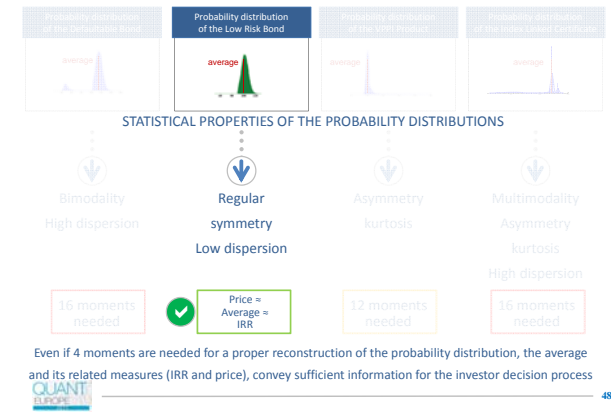 Probability distribution
of the Defaultable Bond
average
Probability distribution
of the Low Risk Bond
average
Probability distribution
of the VPPI Product
average
Probability distribution
of the Index Linked Certificate
average
STATISTICAL PROPERTIES OF THE PROBABILITY DISTRIBUTIONS
Bimodality
High dispersion
Regular
symmetry
Low dispersion
Asymmetry
kurtosis
Multimodality
Asymmetry
kurtosis
High dispersion
16 moments
needed
Price ≈
Average ≈
IRR
12 moments
needed
16 moments
needed
Even if 4 moments are needed for a proper reconstruction of the probability distribution, the average
and its related measures (IRR and price), convey sufficient information for the investor decision process
QUANT
EUROPE
48